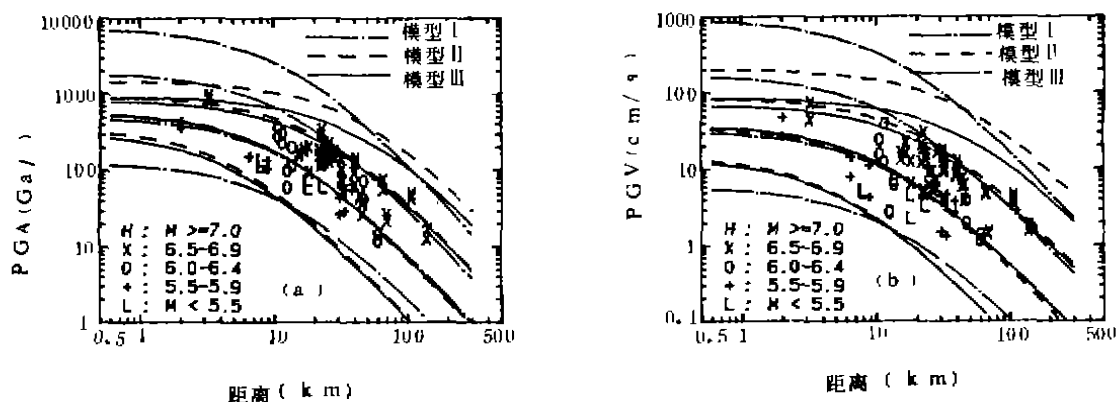 模型 I
模型 II
模型 III
PGA(Gal)
10000
1000
100
10
1
H : M >=7.0
X : 6.5~6.9
O : 6.0~6.4
+ : 5.5~5.9
L : M < 5.5
(a)
0.5 1 10 100 500
距离 ( k m )
模型 I
模型 II
模型 III
PGV(cm/s)
1000
100
10
1
0.1
H : M >=7.0
X : 6.5~6.9
O : 6.0~6.4
+ : 5.5~5.9
L : M < 5.5
(b)
0.5 1 10 100 500
距离 ( k m )